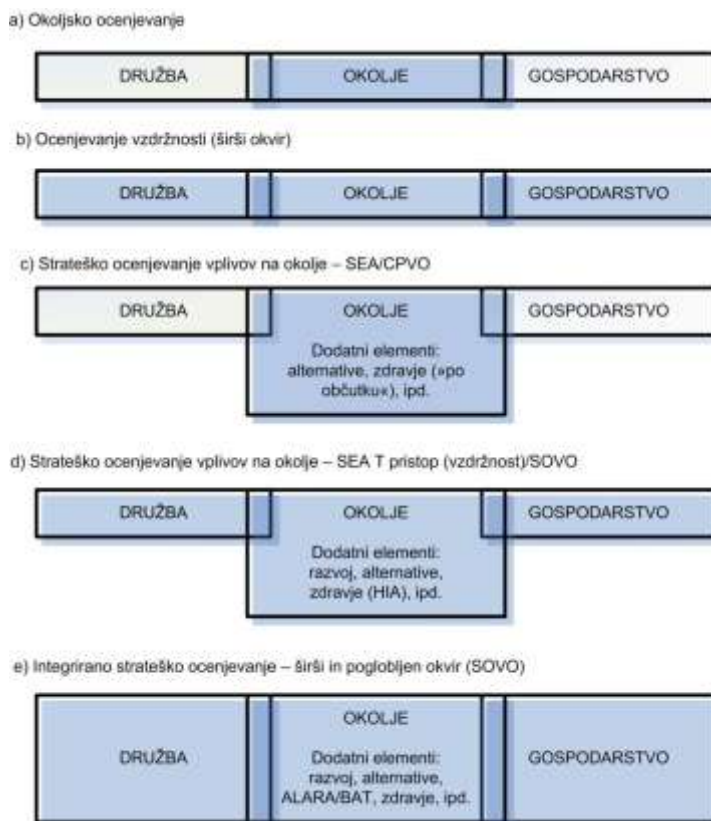 a) Okoljsko ocenjevanje
DRUŽBA OKOLJE GOSPODARSTVO
b) Ocenjevanje vzdržnosti (širši okvir)
DRUŽBA OKOLJE GOSPODARSTVO
c) Strateško ocenjevanje vplivov na okolje – SEA/CPVO
DRUŽBA OKOLJE GOSPODARSTVO
Dodatni elementi:
alternative, zdravje (»po
občutku«), ipd.
d) Strateško ocenjevanje vplivov na okolje – SEA T pristop (vzdržnost)/SOVO
DRUŽBA OKOLJE GOSPODARSTVO
Dodatni elementi:
razvoj, alternative,
zdravje (HIA), ipd.
e) Integrirano strateško ocenjevanje – širši in poglobljen okvir (SOVO)
OKOLJE
DRUŽBA Dodatni elementi: GOSPODARSTVO
razvoj, alternative,
ALARA/BAT, zdravje, ipd.